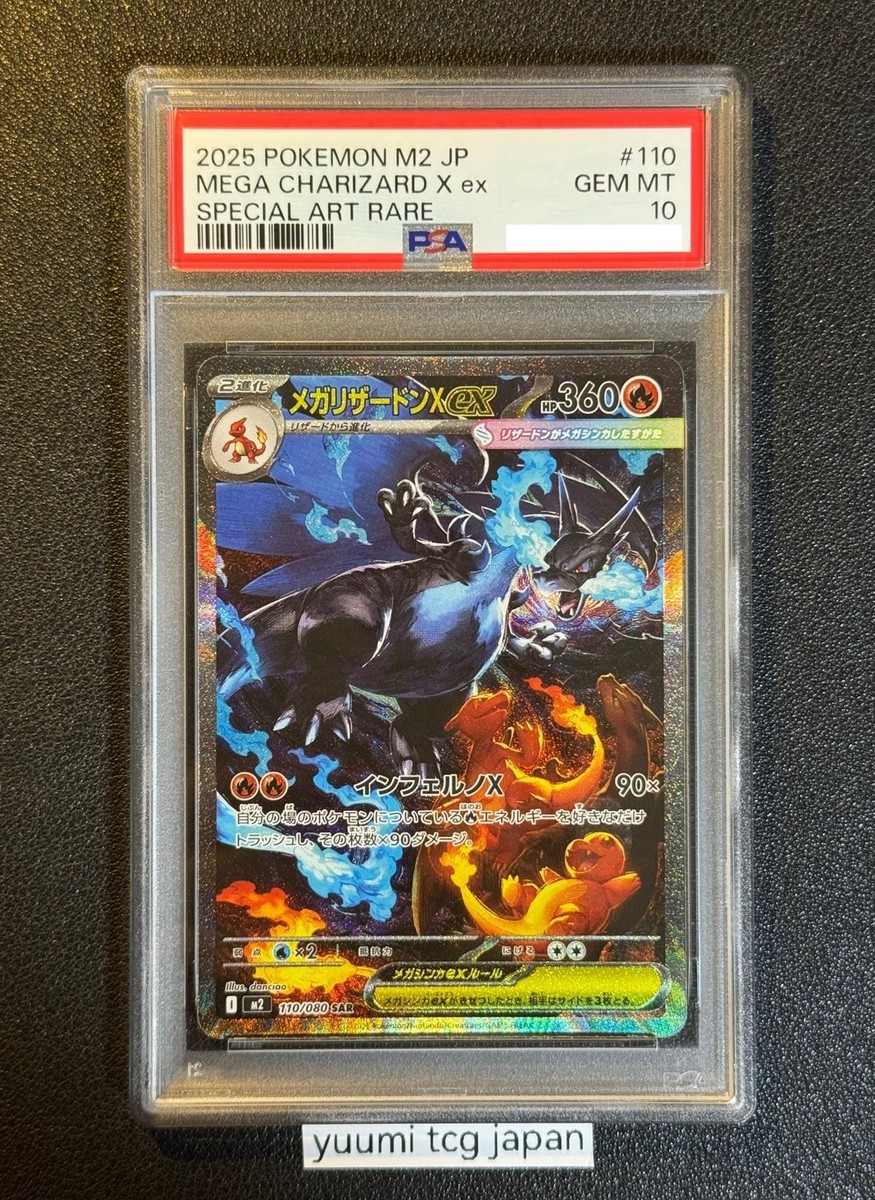 2025 POKEMON M2 JP #110
MEGA CHARIZARD X ex GEM MT
SPECIAL ART RARE 10
PSA
2進化 メガリザードンXex HP360
リザードから進化 リザードンがメガシンカしたすがた
インフェルノX 90×
自分の場のポケモンについているエネルギーを好きなだけ
トラッシュし、その枚数×90ダメージ。
弱点 ×2 抵抗力 にげる
メガシンカexルール
メガシンカexがきぜつしたとき、相手はサイドを3枚とる。
Illus. danciao
I M2 110/080 SAR
yuumi tcg japan